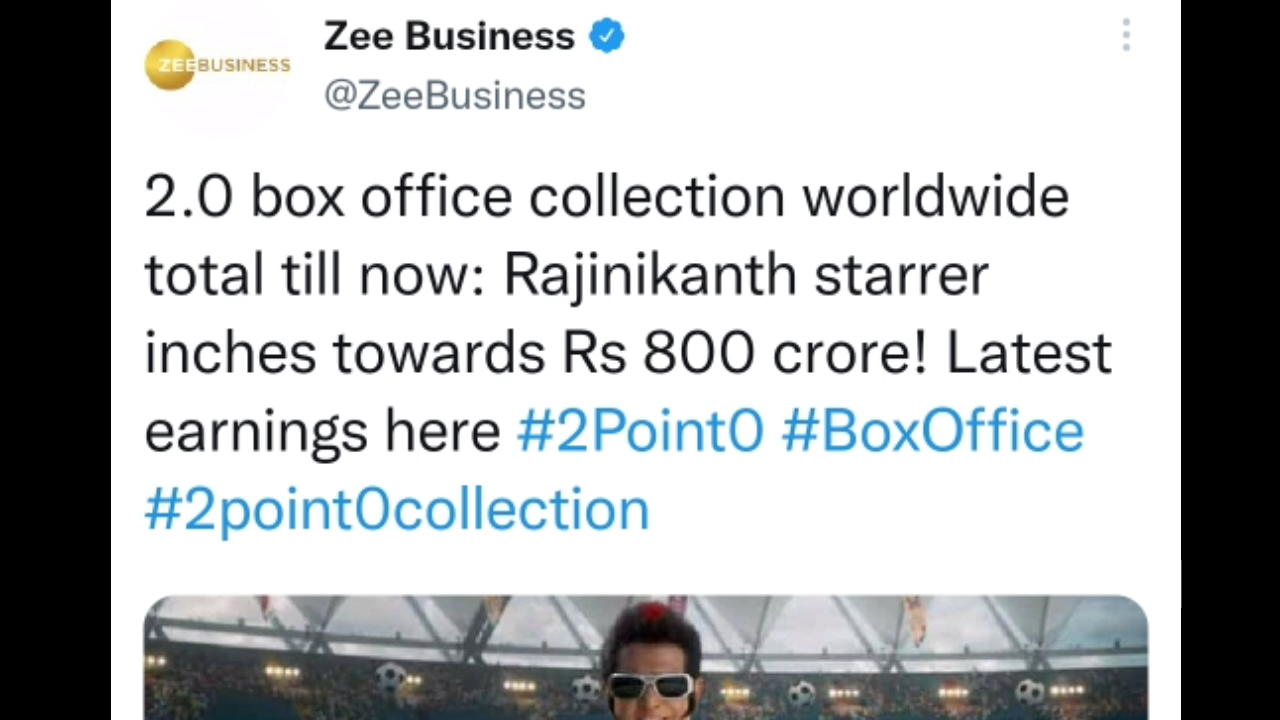 ZEEBUSINESS
Zee Business
@ZeeBusiness
2.0 box office collection worldwide
total till now: Rajinikanth starrer
inches towards Rs 800 crore! Latest
earnings here #2Point0 #BoxOffice
#2point0collection